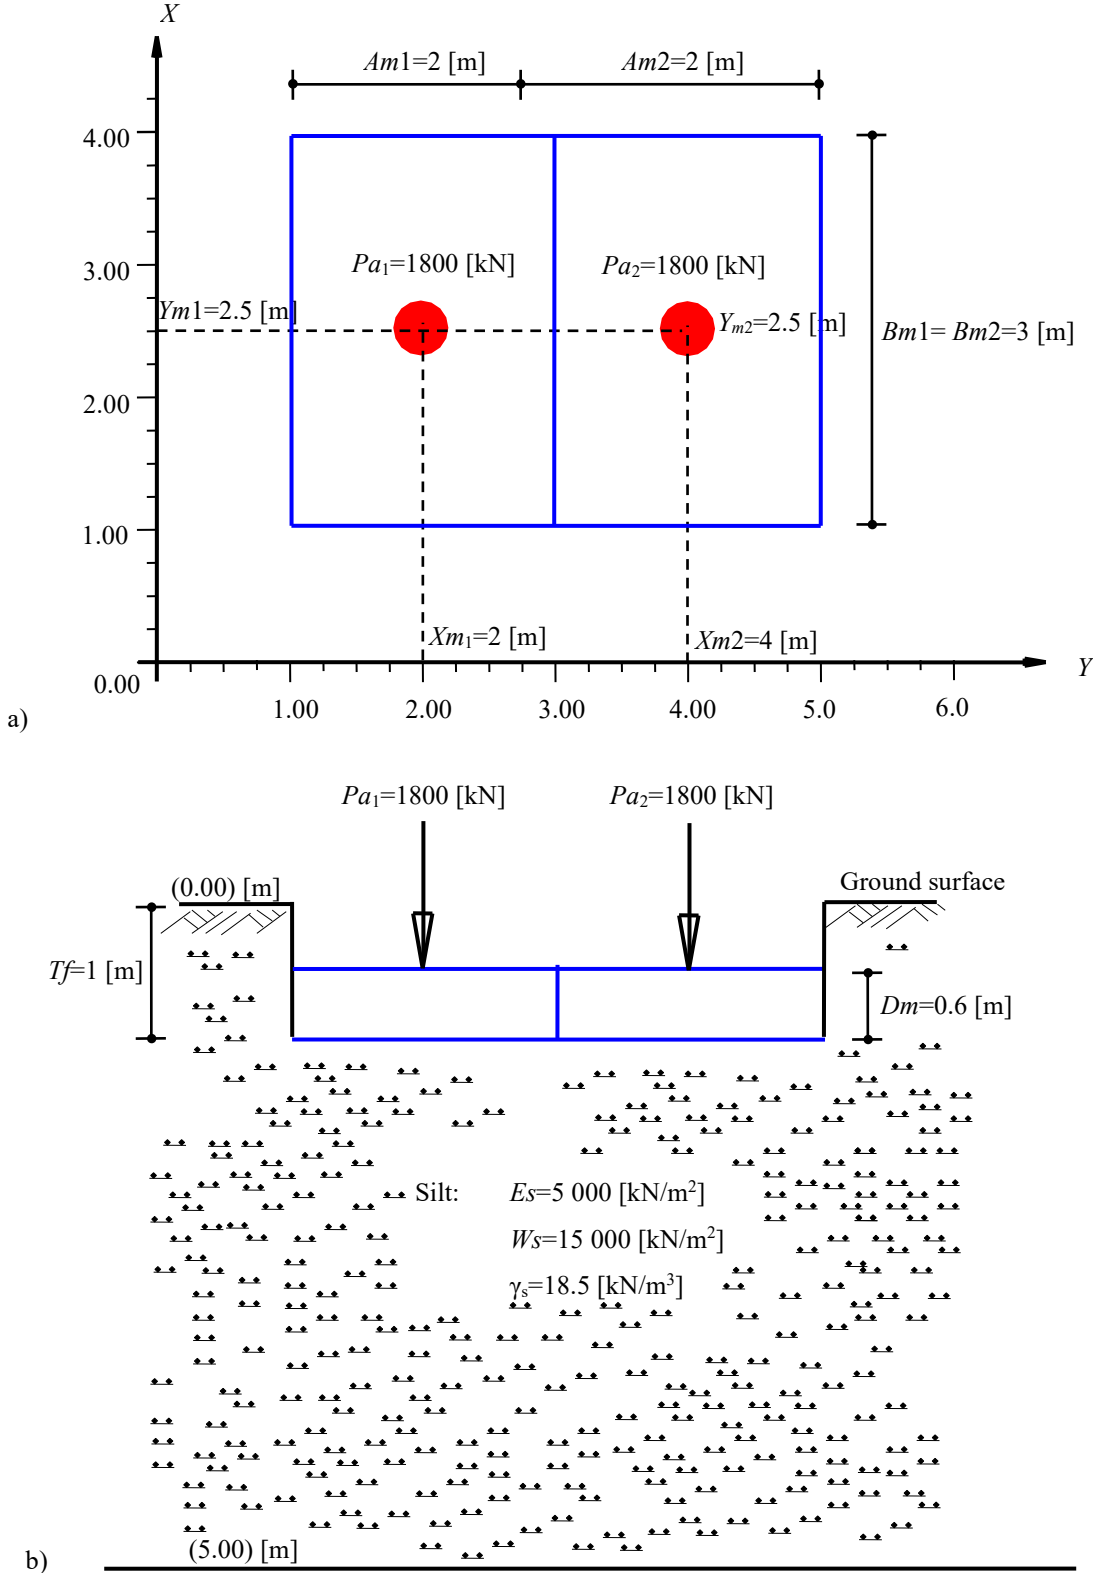 X
Am1=2 [m]
Am2=2 [m]
4.00
3.00
Pa₁=1800 [kN]
Pa₂=1800 [kN]
Ym1=2.5 [m]
Yₘ₂=2.5 [m]
Bm1= Bm2=3 [m]
2.00
1.00
Xm₁=2 [m]
Xm2=4 [m]
0.00
Y
1.00
2.00
3.00
4.00
5.0
6.0
a)
Pa₁=1800 [kN]
Pa₂=1800 [kN]
(0.00) [m]
Ground surface
Tf=1 [m]
Dm=0.6 [m]
Silt: Es=5 000 [kN/m²]
Ws=15 000 [kN/m²]
γₛ=18.5 [kN/m³]
(5.00) [m]
b)